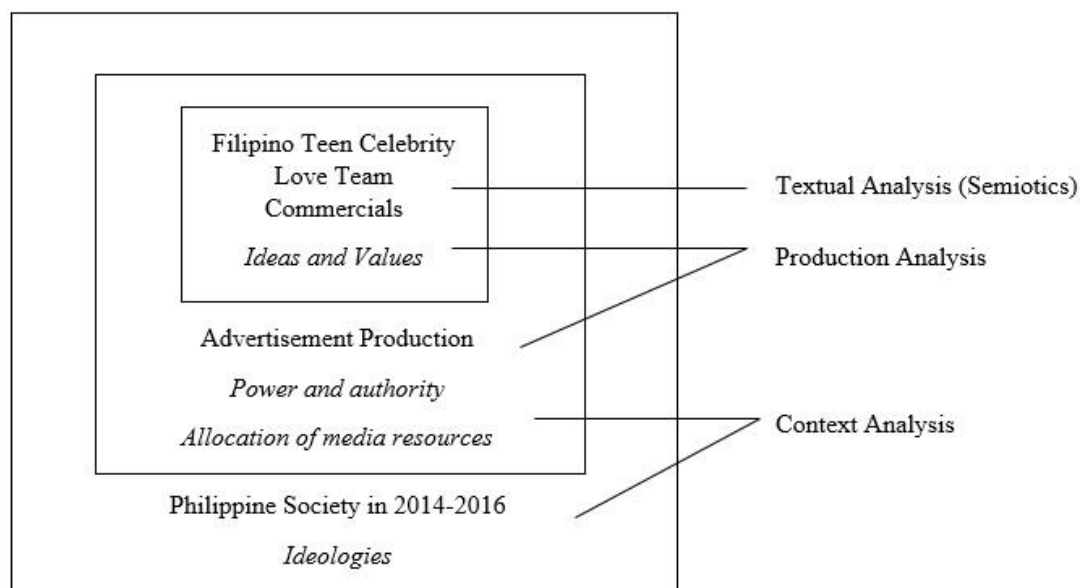 Filipino Teen Celebrity
Love Team
Commercials
Ideas and Values
Advertisement Production
Power and authority
Allocation of media resources
Philippine Society in 2014-2016
Ideologies
Textual Analysis (Semiotics)
Production Analysis
Context Analysis